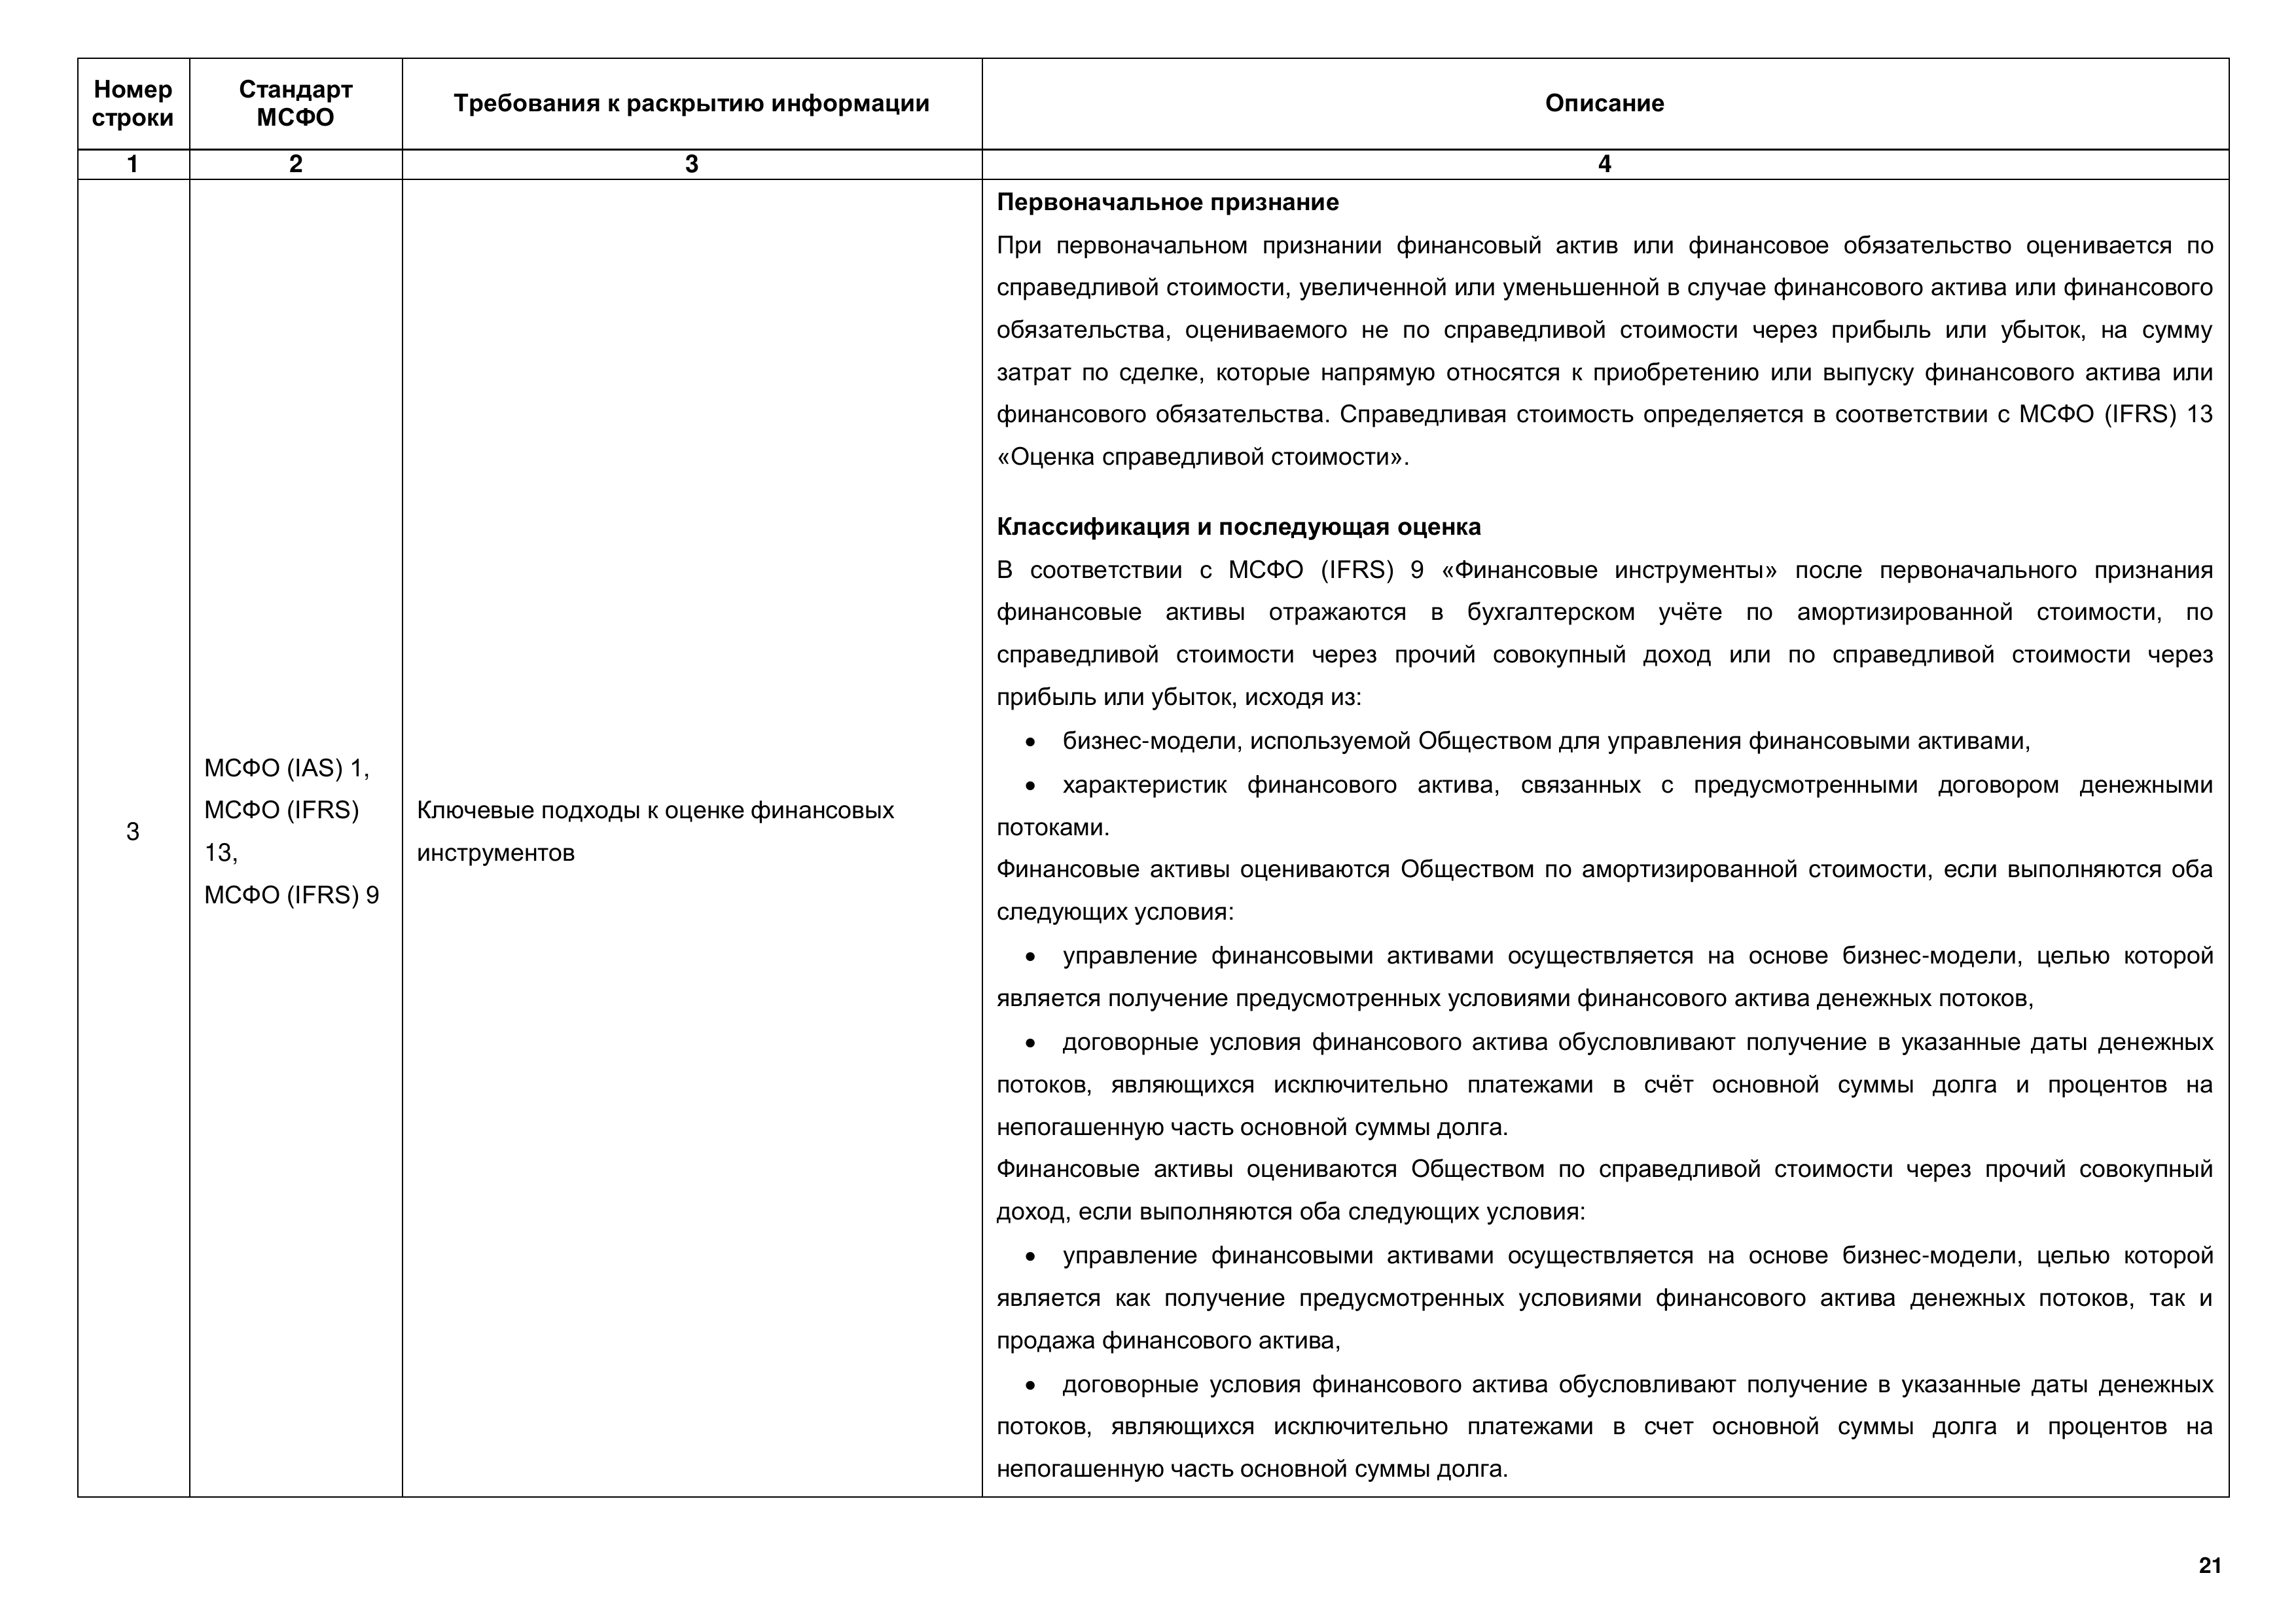 Номер
строки
Стандарт
МСФО
Требования к раскрытию информации
Описание
1
2
3
4
3
МСФО (IAS) 1,
МСФО (IFRS)
13,
МСФО (IFRS) 9
Ключевые подходы к оценке финансовых
инструментов
Первоначальное признание
При первоначальном признании финансовый актив или финансовое обязательство оценивается по
справедливой стоимости, увеличенной или уменьшенной в случае финансового актива или финансового
обязательства, оцениваемого не по справедливой стоимости через прибыль или убыток, на сумму
затрат по сделке, которые напрямую относятся к приобретению или выпуску финансового актива или
финансового обязательства. Справедливая стоимость определяется в соответствии с МСФО (IFRS) 13
«Оценка справедливой стоимости».
Классификация и последующая оценка
В соответствии с МСФО (IFRS) 9 «Финансовые инструменты» после первоначального признания
финансовые активы отражаются в бухгалтерском учёте по амортизированной стоимости, по
справедливой стоимости через прочий совокупный доход или по справедливой стоимости через
прибыль или убыток, исходя из:
• бизнес-модели, используемой Обществом для управления финансовыми активами,
• характеристик финансового актива, связанных с предусмотренными договором денежными
потоками.
Финансовые активы оцениваются Обществом по амортизированной стоимости, если выполняются оба
следующих условия:
• управление финансовыми активами осуществляется на основе бизнес-модели, целью которой
является получение предусмотренных условиями финансового актива денежных потоков,
• договорные условия финансового актива обусловливают получение в указанные даты денежных
потоков, являющихся исключительно платежами в счёт основной суммы долга и процентов на
непогашенную часть основной суммы долга.
Финансовые активы оцениваются Обществом по справедливой стоимости через прочий совокупный
доход, если выполняются оба следующих условия:
• управление финансовыми активами осуществляется на основе бизнес-модели, целью которой
является как получение предусмотренных условиями финансового актива денежных потоков, так и
продажа финансового актива,
• договорные условия финансового актива обусловливают получение в указанные даты денежных
потоков, являющихся исключительно платежами в счет основной суммы долга и процентов на
непогашенную часть основной суммы долга.
21